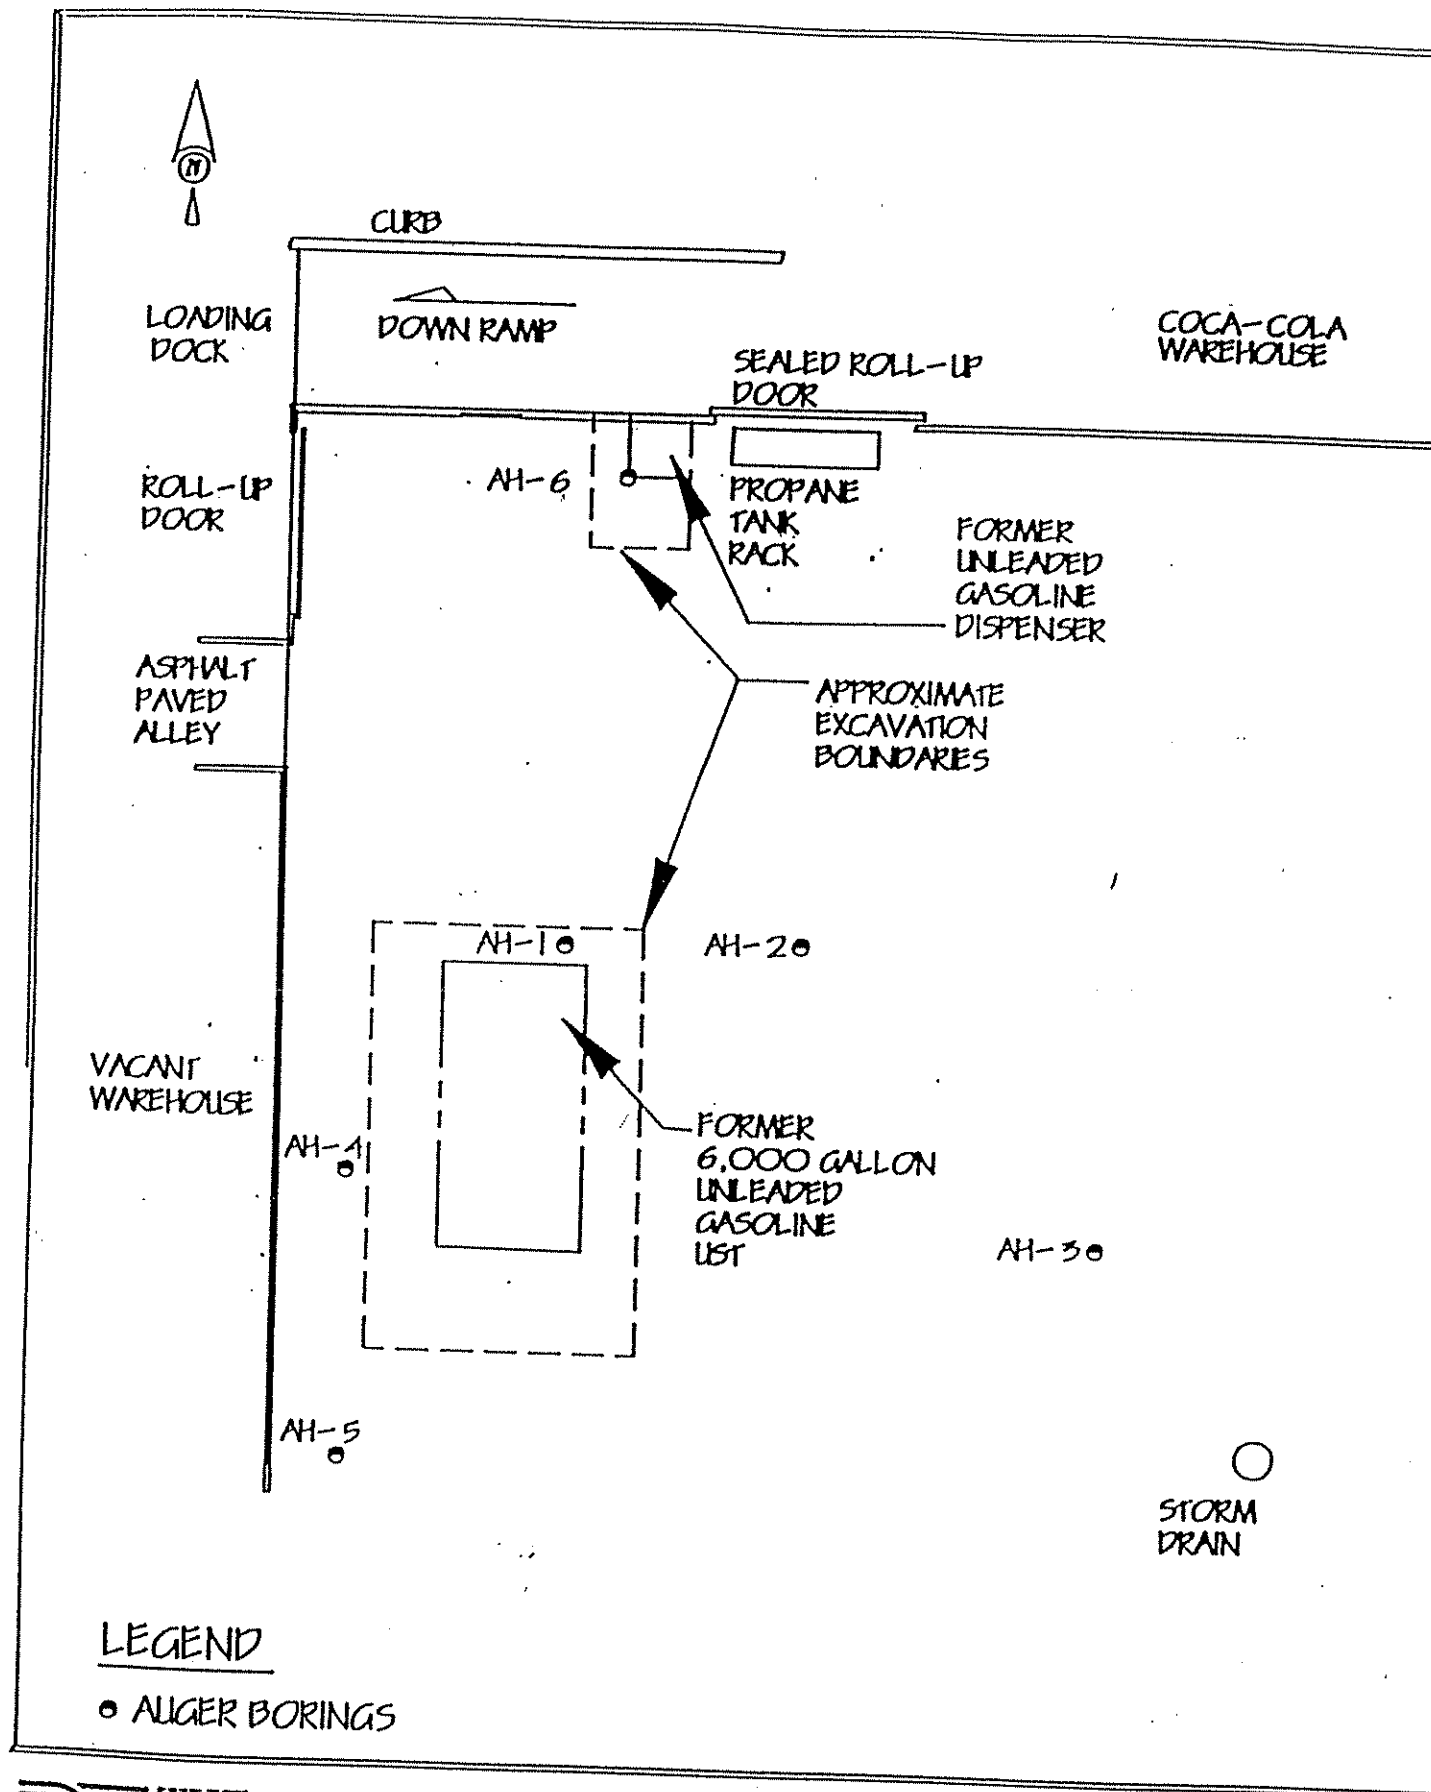 N
CURB
LOADING
DOCK
DOWN RAMP
COCA-COLA
WAREHOUSE
SEALED ROLL-UP
DOOR
ROLL-UP
DOOR
AH-6
PROPANE
TANK
RACK
FORMER
UNLEADED
GASOLINE
DISPENSER
ASPHALT
PAVED
ALLEY
APPROXIMATE
EXCAVATION
BOUNDARIES
AH-1
AH-2
VACANT
WAREHOUSE
AH-4
FORMER
6,000 GALLON
UNLEADED
GASOLINE
UST
AH-3
AH-5
STORM
DRAIN
LEGEND
AUGER BORINGS